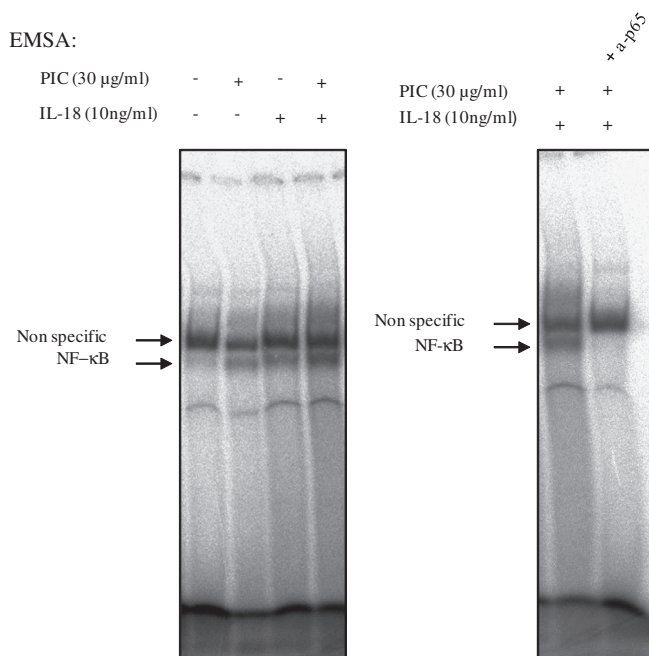 EMSA:
PIC (30 µg/ml) - + - +
IL-18 (10ng/ml) - - + +
Non specific
NF–κB
+ a-p65
PIC (30 µg/ml) + +
IL-18 (10ng/ml) + +
Non specific
NF-κB